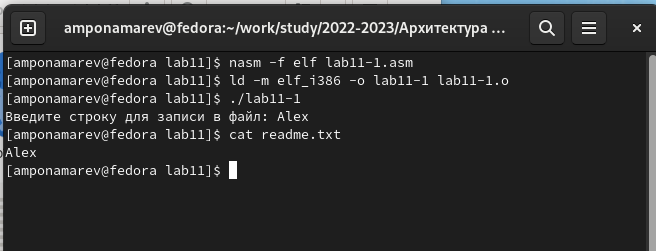 amponamarev@fedora:~/work/study/2022-2023/Архитектура ...
[amponamarev@fedora lab11]$ nasm -f elf lab11-1.asm
[amponamarev@fedora lab11]$ ld -m elf_i386 -o lab11-1 lab11-1.o
[amponamarev@fedora lab11]$ ./lab11-1
Введите строку для записи в файл: Alex
[amponamarev@fedora lab11]$ cat readme.txt
Alex
[amponamarev@fedora lab11]$